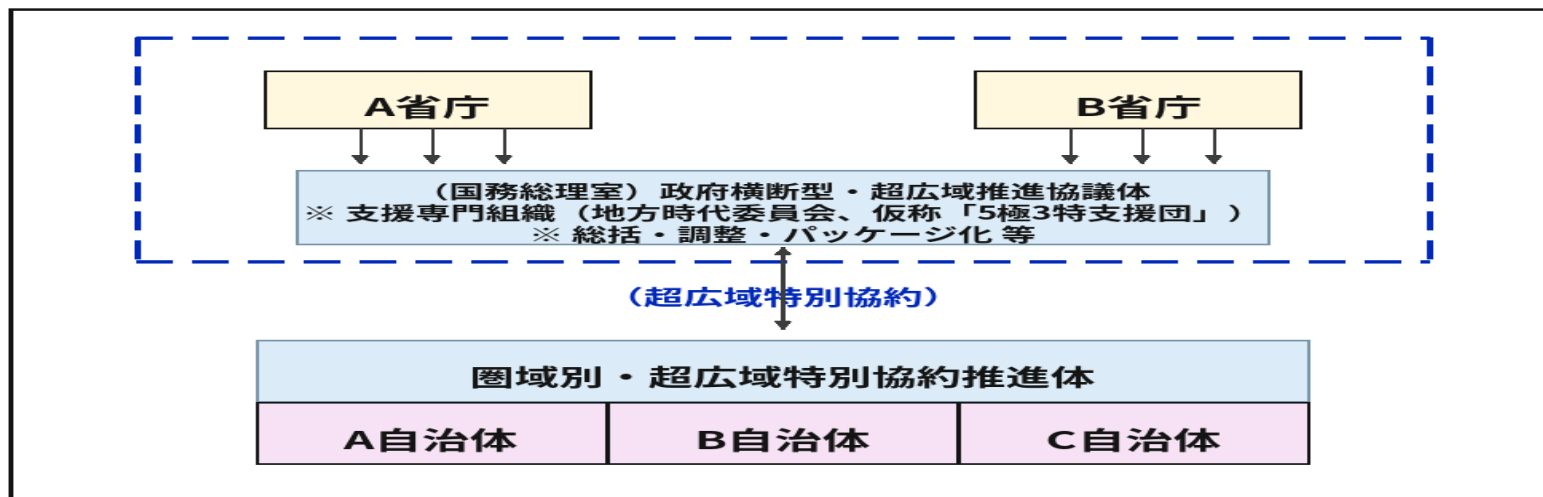 A省庁
B省庁
（国務総理室）政府横断型・超広域推進協議体
※ 支援専門組織（地方時代委員会、仮称「5極3特支援団」）
※ 総括・調整・パッケージ化 等
（超広域特別協約）
圏域別・超広域特別協約推進体
A自治体
B自治体
C自治体